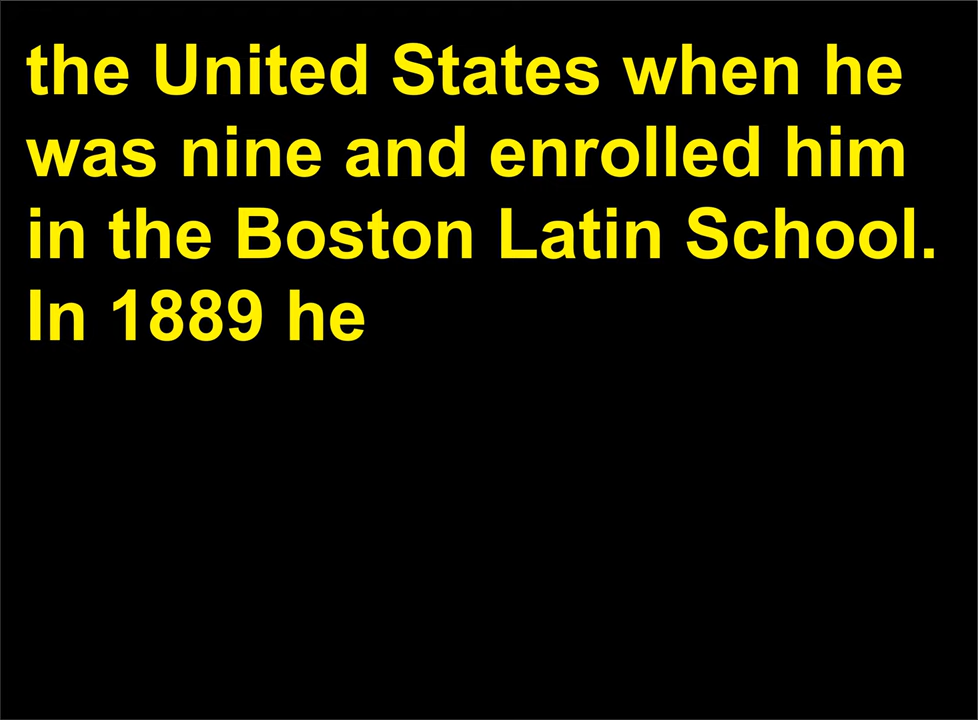 the United States when he
was nine and enrolled him
in the Boston Latin School.
In 1889 he